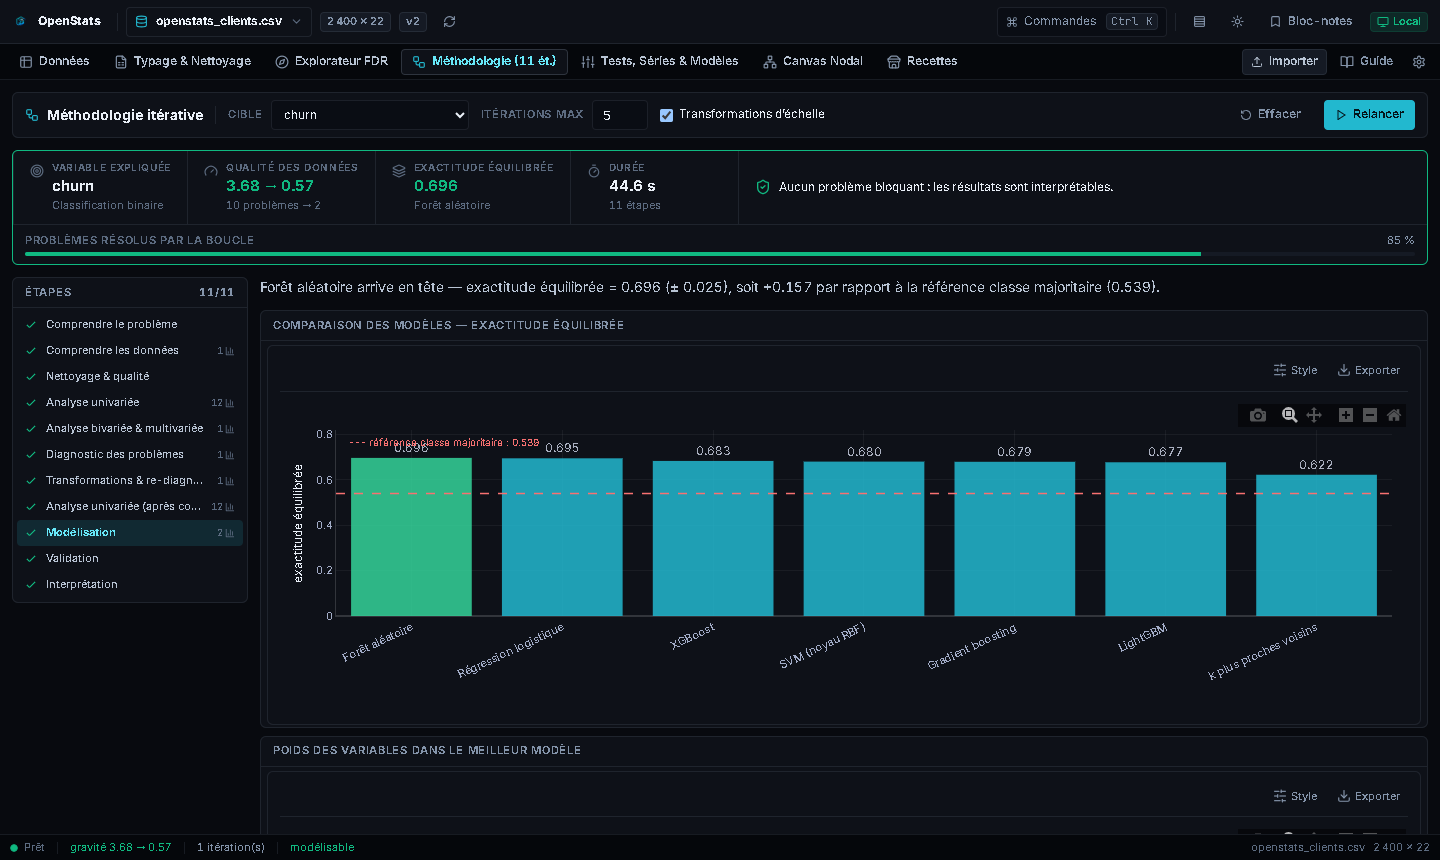 OpenStats
openstats_clients.csv
2 400 × 22
v2
Commandes
Ctrl K
Bloc-notes
Local
Données
Typage & Nettoyage
Explorateur FDR
Méthodologie (11 ét.)
Tests, Séries & Modèles
Canvas Nodal
Recettes
Importer
Guide
Méthodologie itérative
CIBLE
churn
ITÉRATIONS MAX
5
Transformations d'échelle
Effacer
Relancer
VARIABLE EXPLIQUÉE
churn
Classification binaire
QUALITÉ DES DONNÉES
3.68 → 0.57
10 problèmes → 2
EXACTITUDE ÉQUILIBRÉE
0.696
Forêt aléatoire
DURÉE
44.6 s
11 étapes
Aucun problème bloquant : les résultats sont interprétables.
PROBLÈMES RÉSOLUS PAR LA BOUCLE
85 %
ÉTAPES
11/11
Comprendre le problème
Comprendre les données
1
Nettoyage & qualité
Analyse univariée
12
Analyse bivariée & multivariée
1
Diagnostic des problèmes
1
Transformations & re-diagn...
1
Analyse univariée (après co...
12
Modélisation
2
Validation
Interprétation
Forêt aléatoire arrive en tête — exactitude équilibrée = 0.696 (± 0.025), soit +0.157 par rapport à la référence classe majoritaire (0.539).
COMPARAISON DES MODÈLES — EXACTITUDE ÉQUILIBRÉE
Style
Exporter
référence classe majoritaire : 0.539
0.696
0.695
0.683
0.680
0.679
0.677
0.622
exactitude équilibrée
0.8
0.6
0.4
0.2
0
Forêt aléatoire
Régression logistique
XGBoost
SVM (noyau RBF)
Gradient boosting
LightGBM
k plus proches voisins
POIDS DES VARIABLES DANS LE MEILLEUR MODÈLE
Style
Exporter
Prêt
gravité 3.68 → 0.57
1 itération(s)
modélisable
openstats_clients.csv
2 400 × 22